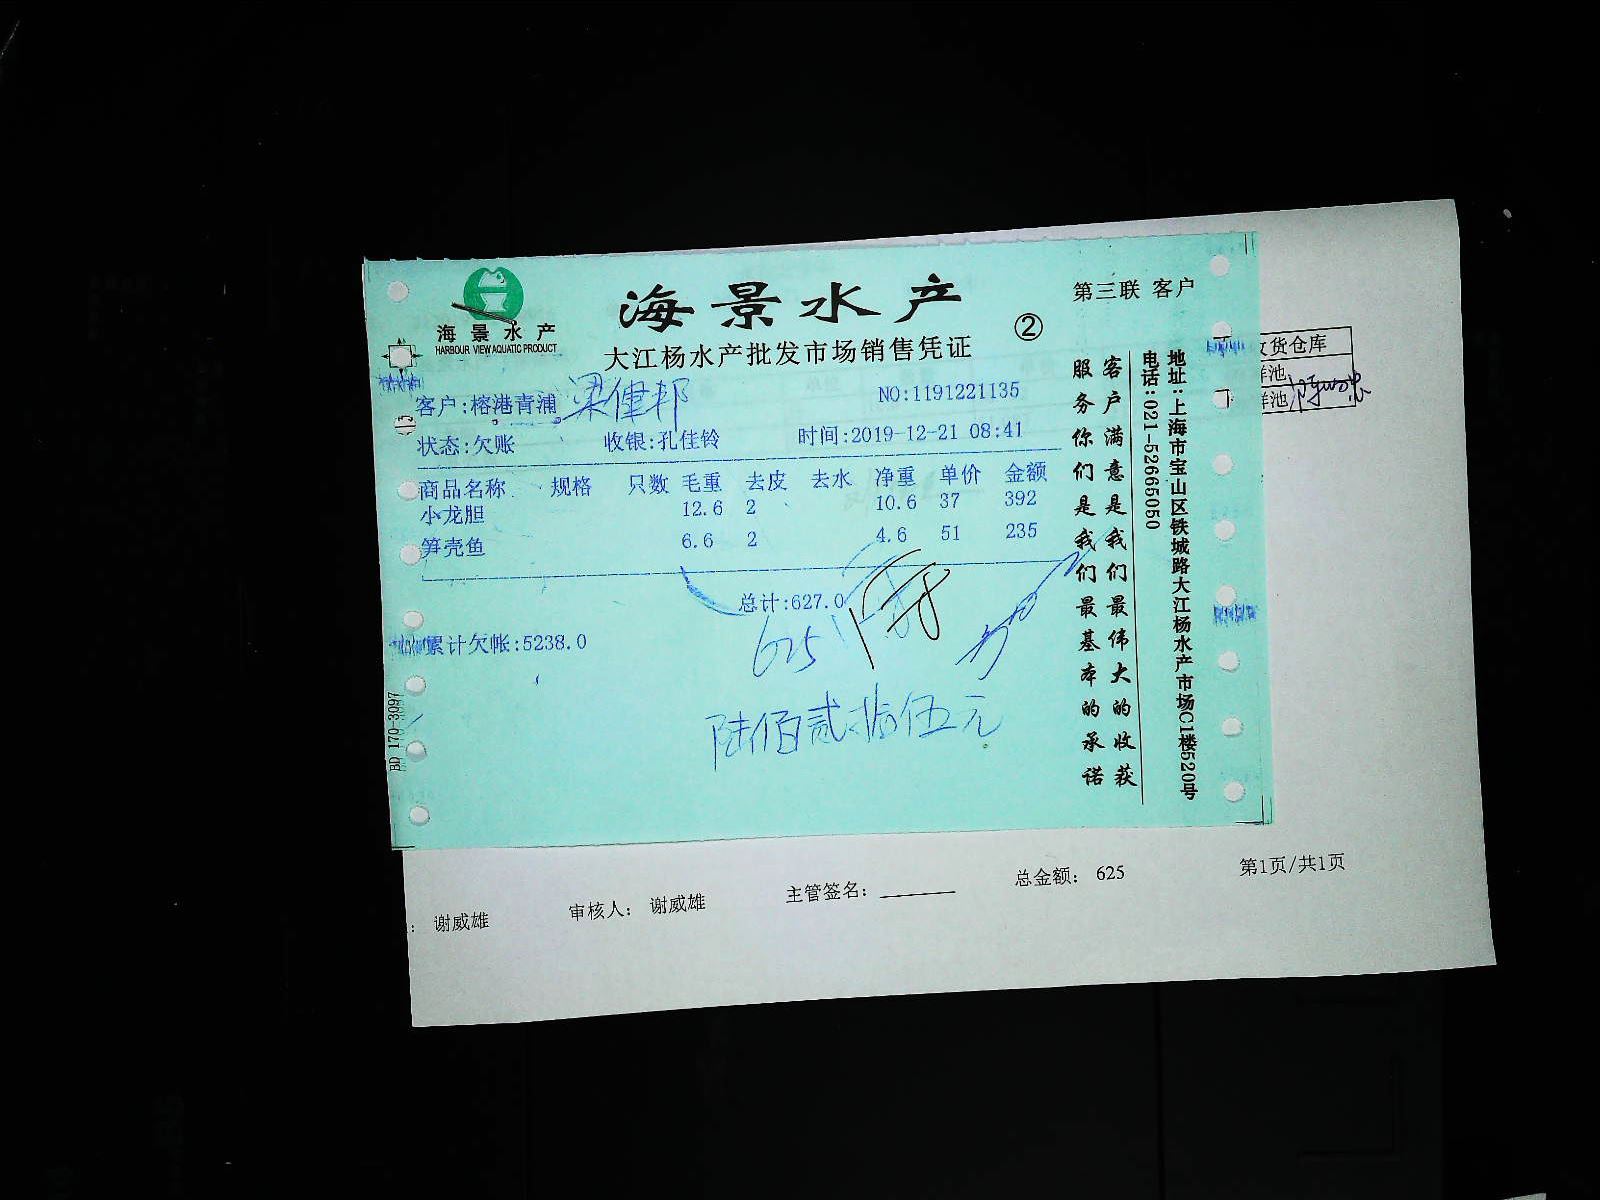 海景水产
HARBOUR VIEW AQUATIC PRODUCT
海景水产
大江杨水产批发市场销售凭证
②
第三联 客户
客户:榕港青浦 梁健邦
NO:1191221135
状态:欠账 收银:孔佳铃 时间:2019-12-21 08:41
商品名称 规格 只数 毛重 去皮 去水 净重 单价 金额
小龙胆 12.6 2 10.6 37 392
笋壳鱼 6.6 2 4.6 51 235
总计:627.0
625
累计欠帐:5238.0
陆佰贰拾伍元
BD 170-3097
客户满意是我们最伟大的收获
服务你们是我们最基本的承诺
地址:上海市宝山区铁城路大江杨水产市场C1楼520号
电话:021-52665050
货仓库
池
池
: 谢威雄 审核人: 谢威雄 主管签名: 总金额: 625 第1页/共1页